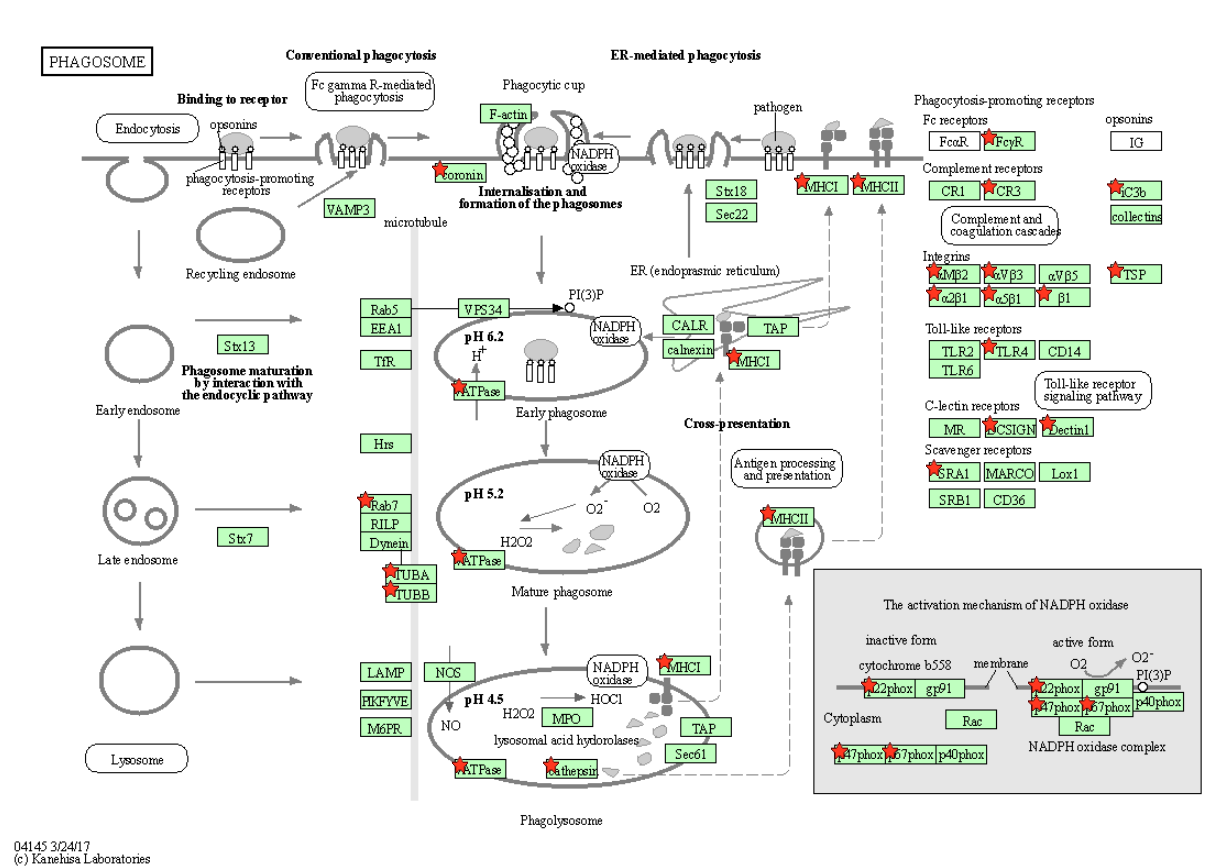 PHAGOSOME
Conventional phagocytosis
ER-mediated phagocytosis
Binding to receptor
Fc gamma R-mediated
phagocytosis
Phagocytic cup
F-actin
Endocytosis
opsonins
pathogen
NADPH
oxidase
phagocytosis-promoting
receptors
coronin
Internalisation and
formation of the phagosomes
VAMP3
Stx18
Sec22
MHCI
MHCII
microtubule
Recycling endosome
ER (endoprasmic reticulum)
Phagocytosis-promoting receptors
Fc receptors
opsonins
FcαR
FcγR
IG
Complement receptors
CR1
CR3
iC3b
collectins
Complement and
coagulation cascades
Integrins
αMβ2
αVβ3
αVβ5
TSP
α2β1
α5β1
β1
Toll-like receptors
TLR2
TLR4
CD14
TLR6
Toll-like receptor
signaling pathway
C-lectin receptors
MR
DCSIGN
Dectin1
Scavenger receptors
SRA1
MARCO
Lox1
SRB1
CD36
Rab5
EEA1
TfR
VPS34
PI(3)P
NADPH
oxidase
pH 6.2
H+
vATPase
Early phagosome
CALR
calnexin
TAP
MHCI
Stx13
Phagosome maturation
by interaction with
the endocyclic pathway
Early endosome
Hrs
Cross-presentation
Antigen processing
and presentation
NADPH
oxidase
pH 5.2
O2-
O2
H2O2
vATPase
Mature phagosome
MHCII
Rab7
RILP
Dynein
TUBA
TUBB
Stx7
Late endosome
LAMP
PIKFYVE
M6PR
NOS
NO
pH 4.5
NADPH
oxidase
MHCI
HOCl
H2O2
MPO
lysosomal acid hydorolases
TAP
Sec61
vATPase
cathepsin
Phagolysosome
Lysosome
The activation mechanism of NADPH oxidase
inactive form
active form
cytochrome b558
membrane
O2
O2-
PI(3)P
p22phox
gp91
p22phox
gp91
p47phox
p67phox
p40phox
Cytoplasm
Rac
Rac
NADPH oxidase complex
p47phox
p67phox
p40phox
04145 3/24/17
(c) Kanehisa Laboratories